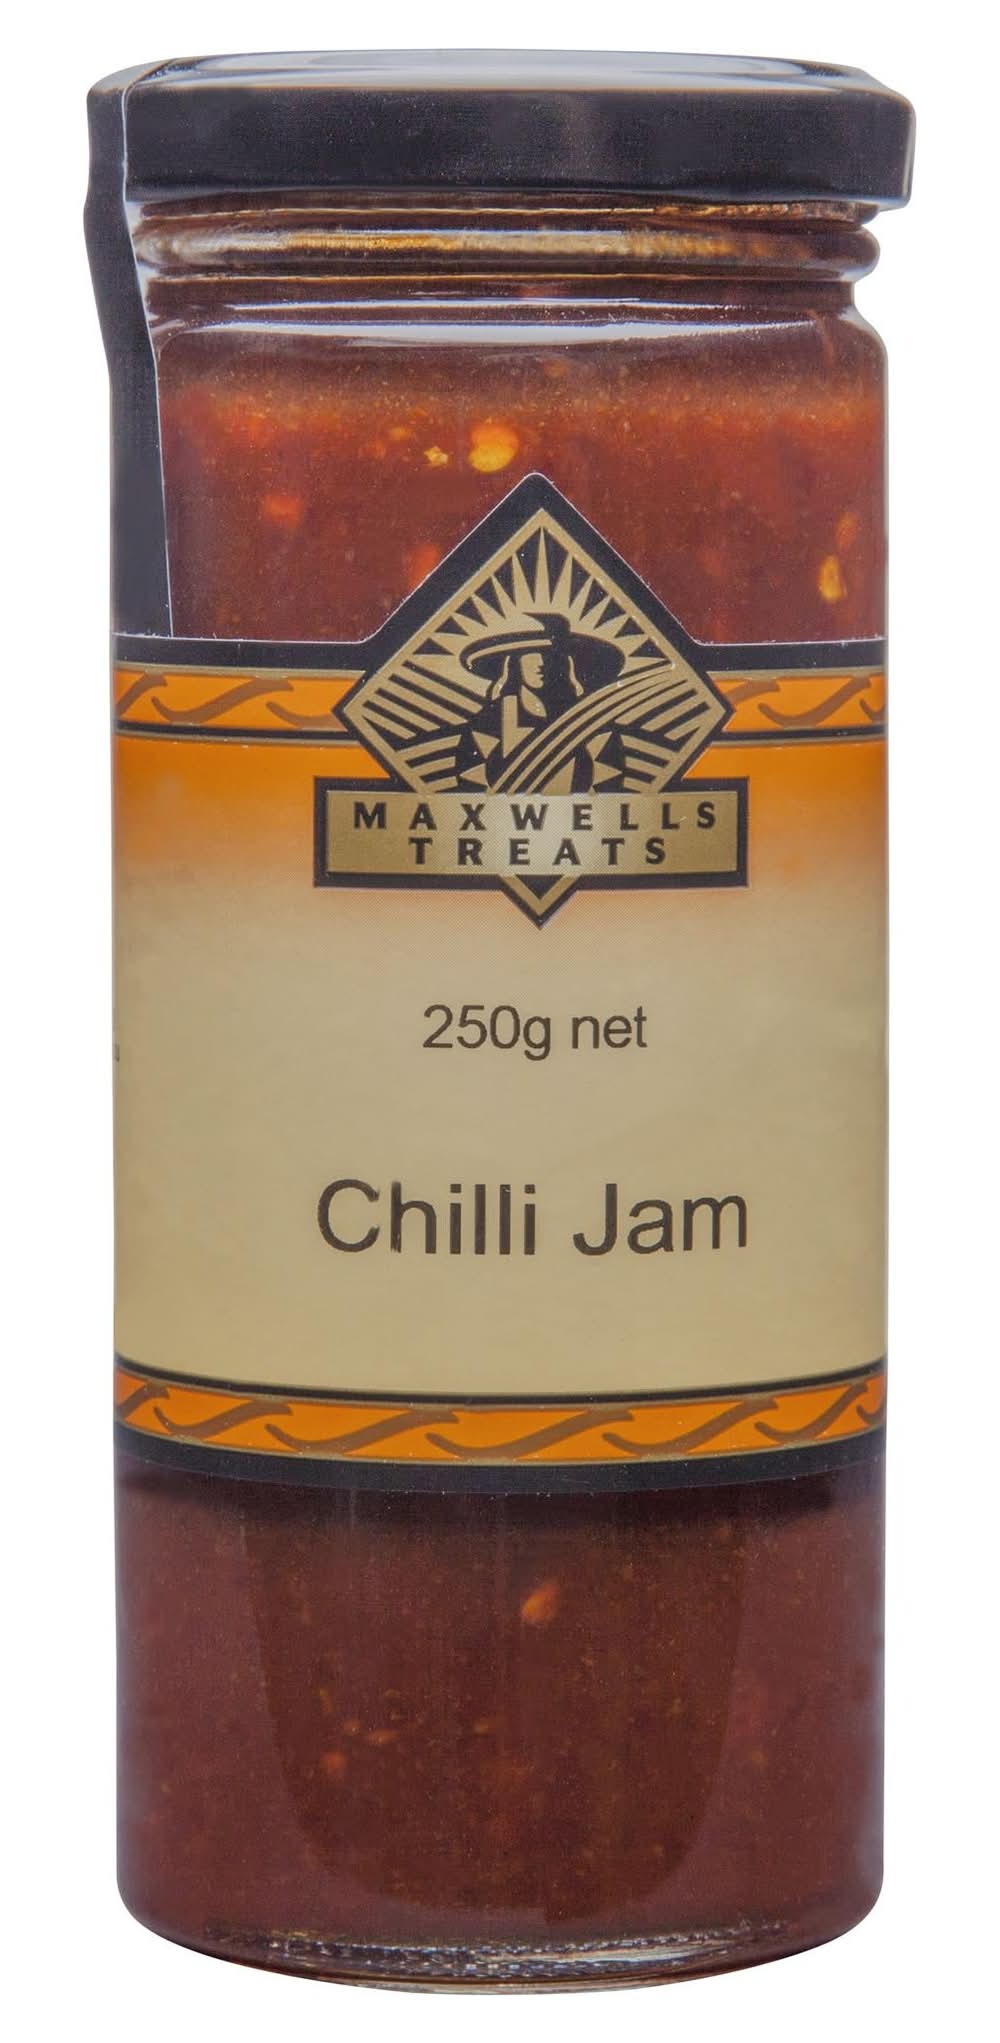 MAXWELLS
TREATS
250g net
Chilli Jam